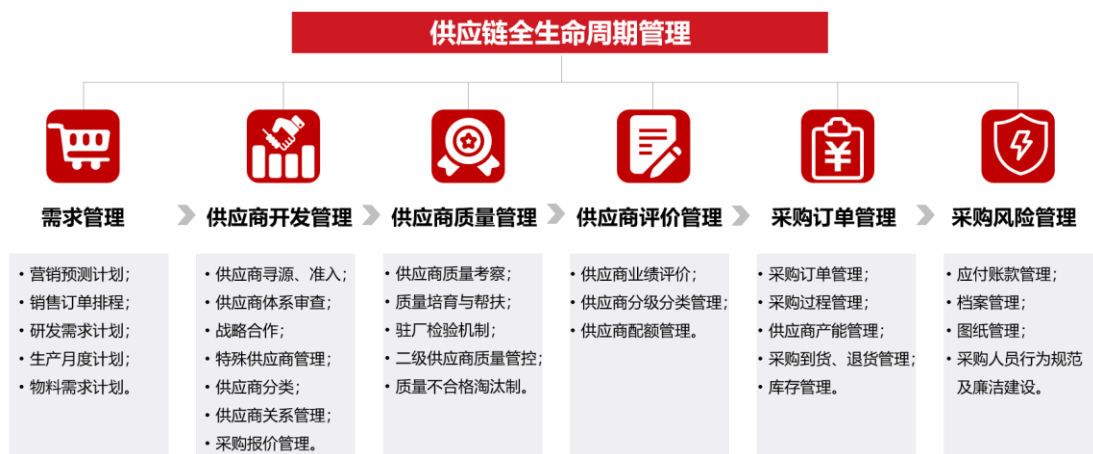 供应链全生命周期管理
需求管理
供应商开发管理
供应商质量管理
供应商评价管理
采购订单管理
采购风险管理
• 营销预测计划；
• 销售订单排程；
• 研发需求计划；
• 生产月度计划；
• 物料需求计划。
• 供应商寻源、准入；
• 供应商体系审查；
• 战略合作；
• 特殊供应商管理；
• 供应商分类；
• 供应商关系管理；
• 采购报价管理。
• 供应商质量考察；
• 质量培育与帮扶；
• 驻厂检验机制；
• 二级供应商质量管控；
• 质量不合格淘汰制。
• 供应商业绩评价；
• 供应商分级分类管理；
• 供应商配额管理。
• 采购订单管理；
• 采购过程管理；
• 供应商产能管理；
• 采购到货、退货管理；
• 库存管理。
• 应付账款管理；
• 档案管理；
• 图纸管理；
• 采购人员行为规范
及廉洁建设。